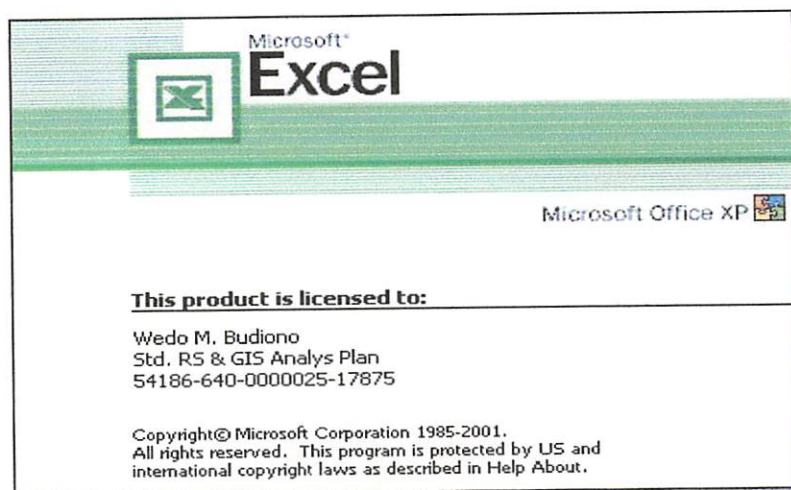 Microsoft®
Excel
Microsoft Office XP
This product is licensed to:
Wedo M. Budiono
Std. RS & GIS Analys Plan
54186-640-0000025-17875
Copyright© Microsoft Corporation 1985-2001.
All rights reserved. This program is protected by US and
international copyright laws as described in Help About.